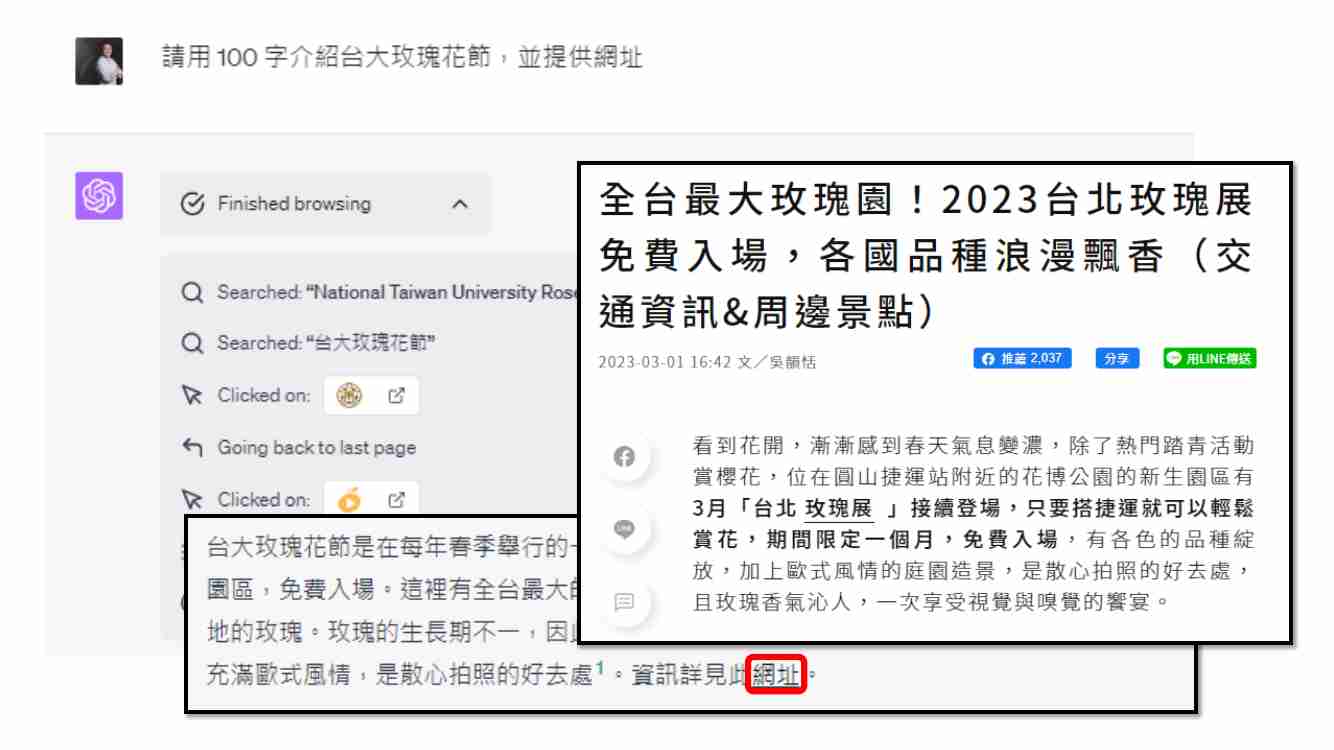 請用 100 字介紹台大玫瑰花節，並提供網址
Finished browsing
Searched: “National Taiwan University
Searched: “台大玫瑰花節”
Clicked on:
Going back to last page
Clicked on:
全台最大玫瑰園！2023台北玫瑰展
免費入場，各國品種浪漫飄香（交
通資訊&周邊景點）
2023-03-01 16:42 文／吳韻恬
推薦 2,037
分享
用LINE傳送
看到花開，漸漸感到春天氣息變濃，除了熱門踏青活動
賞櫻花，位在圓山捷運站附近的花博公園的新生園區有
3月「台北 玫瑰展 」接續登場，只要搭捷運就可以輕鬆
賞花，期間限定一個月，免費入場，有各色的品種綻
放，加上歐式風情的庭園造景，是散心拍照的好去處，
且玫瑰香氣沁人，一次享受視覺與嗅覺的饗宴。
LINE
台大玫瑰花節是在每年春季舉行的
園區，免費入場。這裡有全台最大
地的玫瑰。玫瑰的生長期不一，因
充滿歐式風情，是散心拍照的好去處1。資訊詳見此網址。